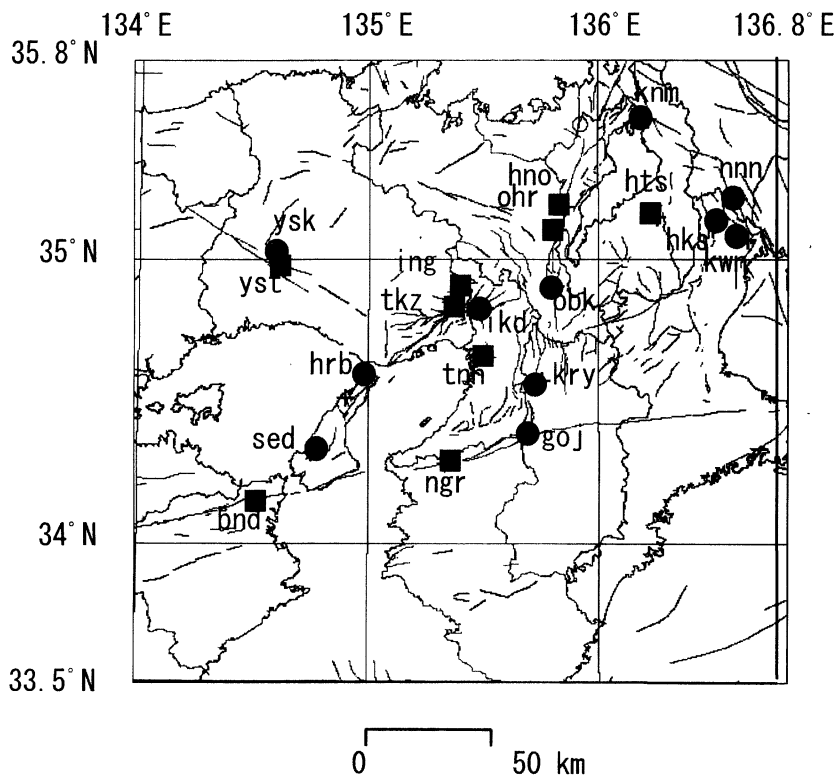 134°E 135°E 136°E 136.8°E
35.8°N
knm
nnn
hno
hts
ohr
ysk
hks
35°N
ing
kwn
yst
obk
tkz
ikd
hrb
tnn
kry
sed
goj
ngr
bnd
34°N
33.5°N
0 50 km